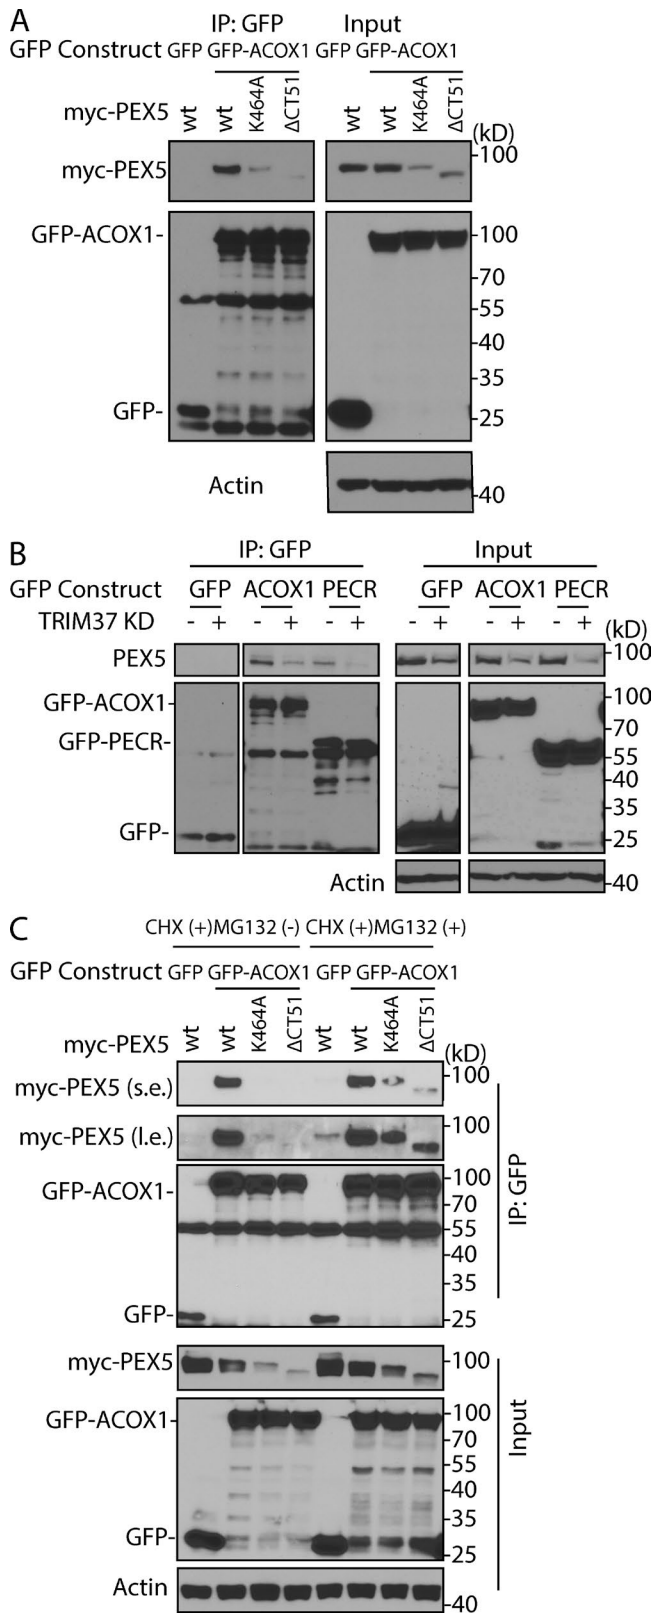 A
IP: GFP Input
GFP Construct GFP GFP-ACOX1 GFP GFP-ACOX1
myc-PEX5 wt wt K464A ΔCT51 wt wt K464A ΔCT51 (kD)
myc-PEX5 -100
GFP-ACOX1- -100
-70
-55
-40
-35
GFP- -25
Actin -40
B
IP: GFP Input
GFP Construct GFP ACOX1 PECR GFP ACOX1 PECR
TRIM37 KD - + - + - + - + - + - + (kD)
PEX5 -100
GFP-ACOX1- -100
-70
GFP-PECR- -55
-40
-35
GFP- -25
Actin -40
C
CHX (+)MG132 (-) CHX (+)MG132 (+)
GFP Construct GFP GFP-ACOX1 GFP GFP-ACOX1
myc-PEX5 wt wt K464A ΔCT51 wt wt K464A ΔCT51 (kD)
myc-PEX5 (s.e.) -100
myc-PEX5 (l.e.) -100
GFP-ACOX1- -100
-70
-55
-40
-35
GFP- -25
IP: GFP
myc-PEX5 -100
GFP-ACOX1- -100
-70
-55
-40
-35
GFP- -25
Actin -40
Input